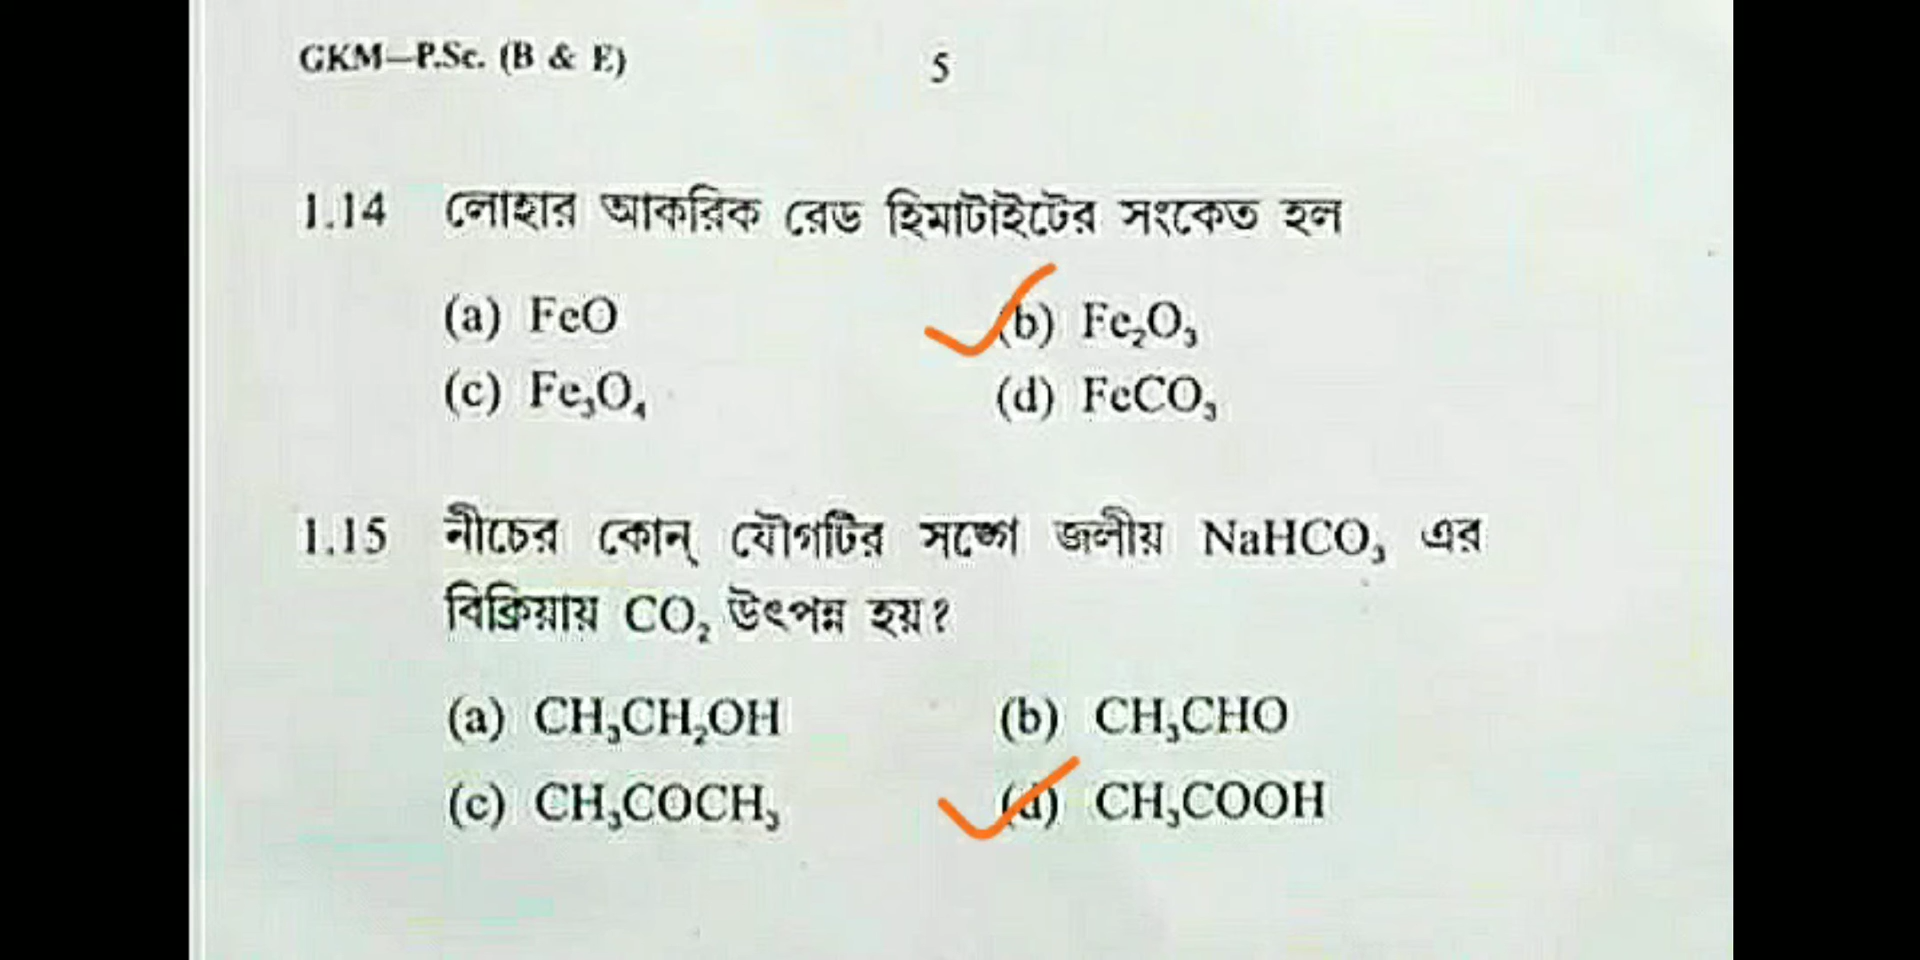 GKM—P.Sc. (B & E) 5
1.14 লোহার আকরিক রেড হিমাটাইটের সংকেত হল
(a) FeO (b) Fe₂O₃
(c) Fe₃O₄ (d) FeCO₃
1.15 নীচের কোন্ যৌগটির সঙ্গে জলীয় NaHCO₃ এর
বিক্রিয়ায় CO₂ উৎপন্ন হয়?
(a) CH₃CH₂OH (b) CH₃CHO
(c) CH₃COCH₃ (d) CH₃COOH